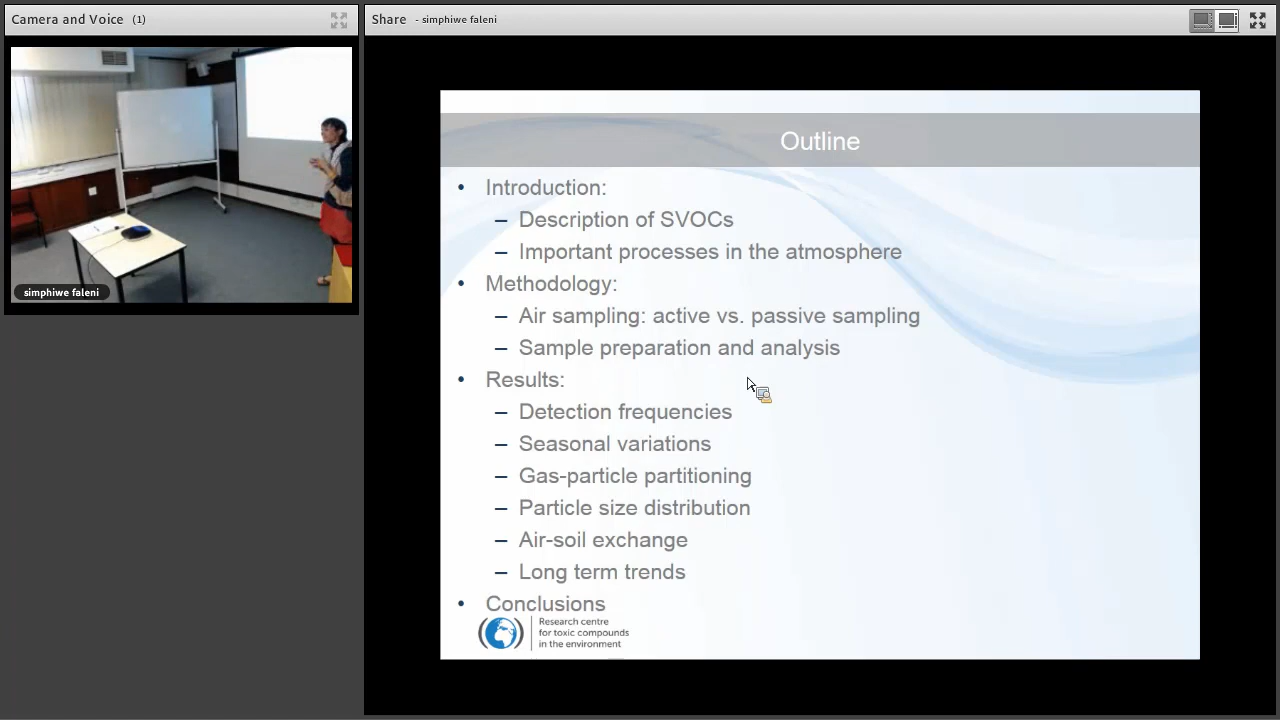 Camera and Voice (1)
simphiwe faleni
Share - simphiwe faleni
Outline
• Introduction:
– Description of SVOCs
– Important processes in the atmosphere
• Methodology:
– Air sampling: active vs. passive sampling
– Sample preparation and analysis
• Results:
– Detection frequencies
– Seasonal variations
– Gas-particle partitioning
– Particle size distribution
– Air-soil exchange
– Long term trends
• Conclusions
Research centre
for toxic compounds
in the environment